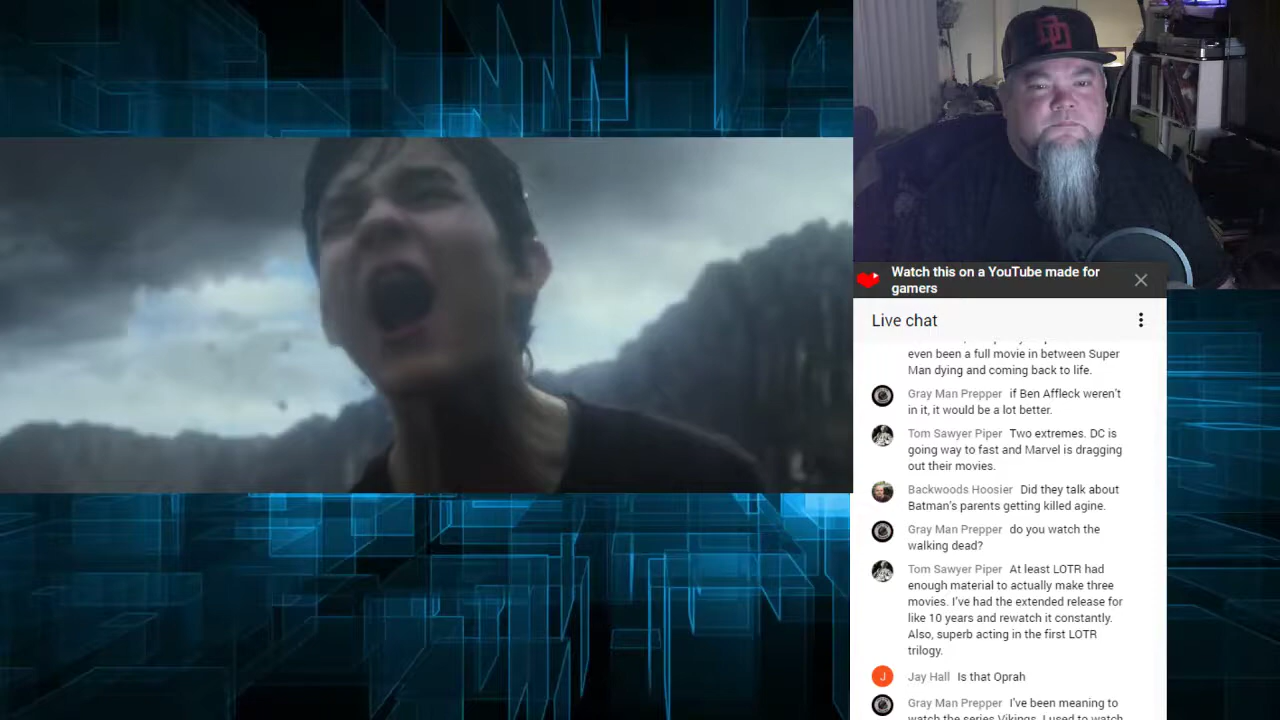 Watch this on a YouTube made for
gamers
Live chat
even been a full movie in between Super
Man dying and coming back to life.
Gray Man Prepper if Ben Affleck weren't
in it, it would be a lot better.
Tom Sawyer Piper Two extremes. DC is
going way to fast and Marvel is dragging
out their movies.
Backwoods Hoosier Did they talk about
Batman's parents getting killed agine.
Gray Man Prepper do you watch the
walking dead?
Tom Sawyer Piper At least LOTR had
enough material to actually make three
movies. I've had the extended release for
like 10 years and rewatch it constantly.
Also, superb acting in the first LOTR
trilogy.
J Jay Hall Is that Oprah
Gray Man Prepper I've been meaning to
watch the series Vikings. I used to watch